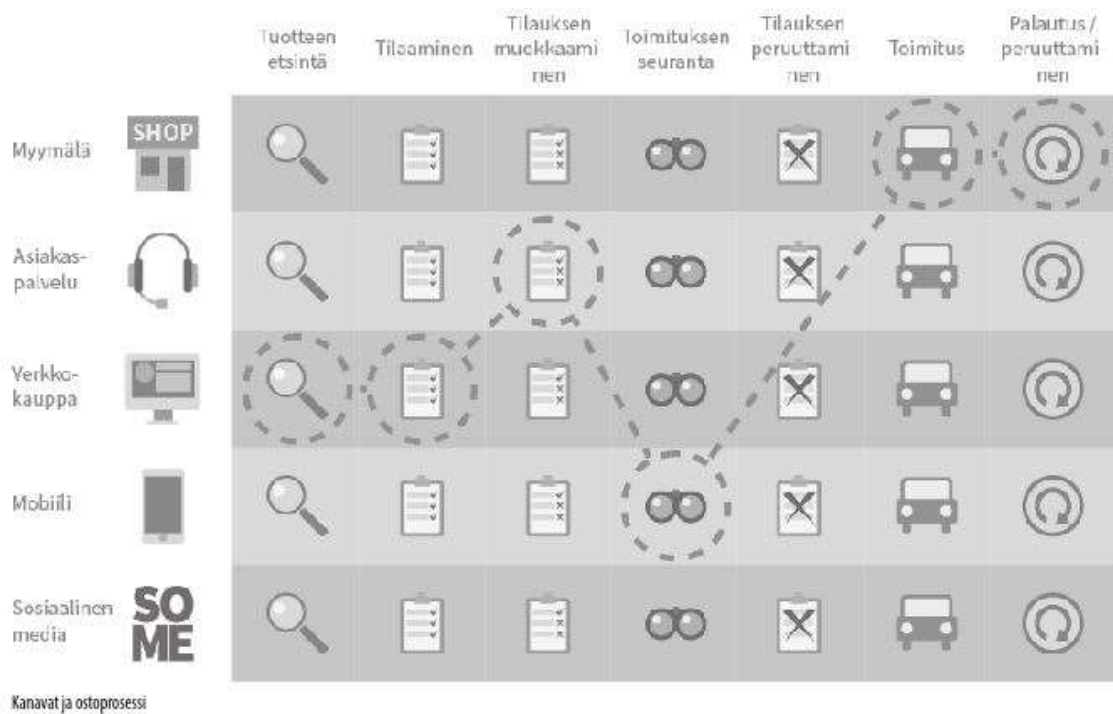 Tuotteen
etsintä
Tilaaminen
Tilauksen
muokkaami
nen
Toimituksen
seuranta
Tilauksen
peruuttami
nen
Toimitus
Palautus /
peruuttami
nen
Myymälä
SHOP
Asiakas-
palvelu
Verkko-
kauppa
Mobiili
Sosiaalinen
media
SO
ME
Kanavat ja ostoprosessi